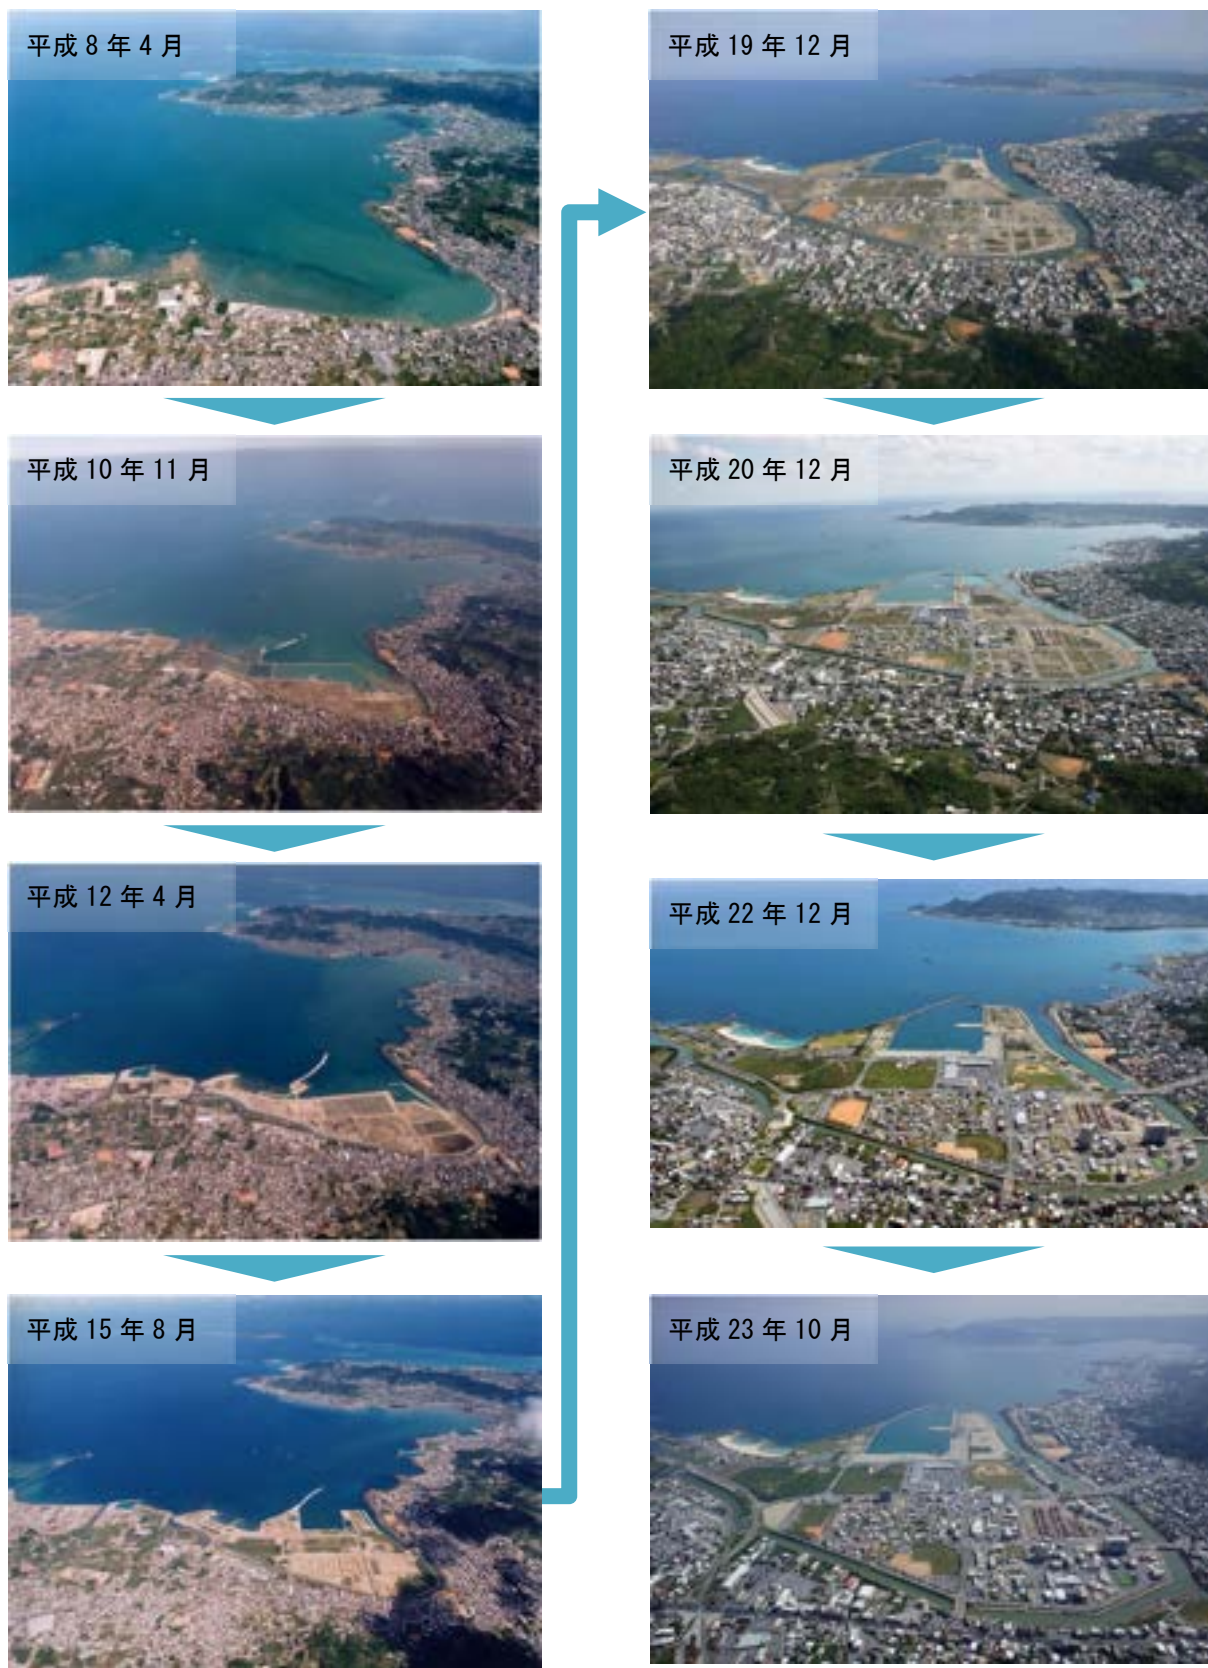 平成 8 年 4 月
平成 10 年 11 月
平成 12 年 4 月
平成 15 年 8 月
平成 19 年 12 月
平成 20 年 12 月
平成 22 年 12 月
平成 23 年 10 月